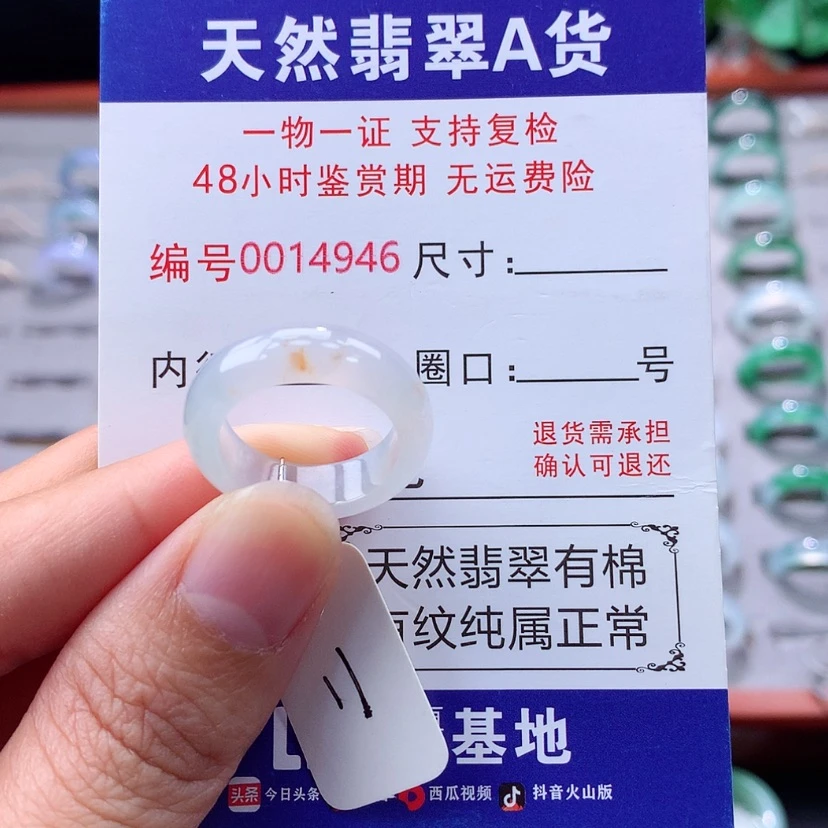 天然翡翠A货
一物一证 支持复检
48小时鉴赏期 无运费险
编号0014946 尺寸:
内 圈口: 号
退货需承担
确认可退还
天然翡翠有棉
有纹纯属正常
基地
头条 今日头条 西瓜视频 抖音火山版